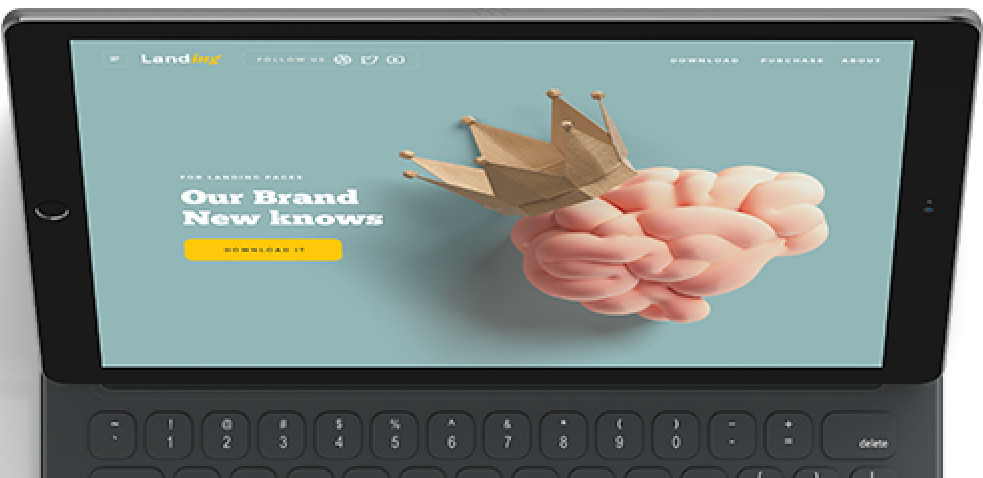 Landing
FOLLOW US
DOWNLOAD PURCHASE ABOUT
FOR LANDING PAGES
Our Brand
New knows
DOWNLOAD IT
~ ! @ # $ % ^ & * ( ) _ +
` 1 2 3 4 5 6 7 8 9 0 - = delete
{ } |